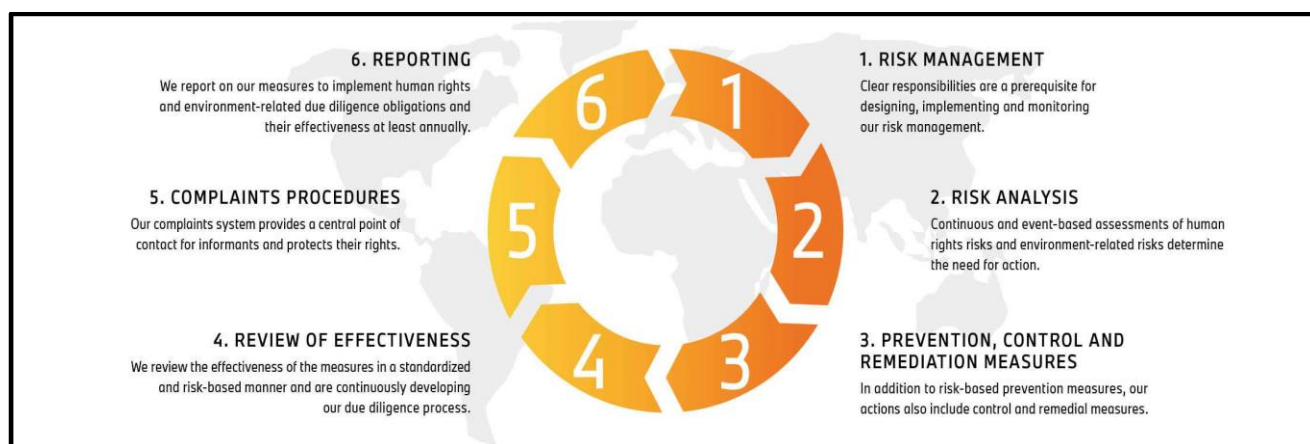 1. RISK MANAGEMENT
Clear responsibilities are a prerequisite for
designing, implementing and monitoring
our risk management.
2. RISK ANALYSIS
Continuous and event-based assessments of human
rights risks and environment-related risks determine
the need for action.
3. PREVENTION, CONTROL AND
REMEDIATION MEASURES
In addition to risk-based prevention measures, our
actions also include control and remedial measures.
4. REVIEW OF EFFECTIVENESS
We review the effectiveness of the measures in a standardized
and risk-based manner and are continuously developing
our due diligence process.
5. COMPLAINTS PROCEDURES
Our complaints system provides a central point of
contact for informants and protects their rights.
6. REPORTING
We report on our measures to implement human rights
and environment-related due diligence obligations and
their effectiveness at least annually.
1
2
3
4
5
6